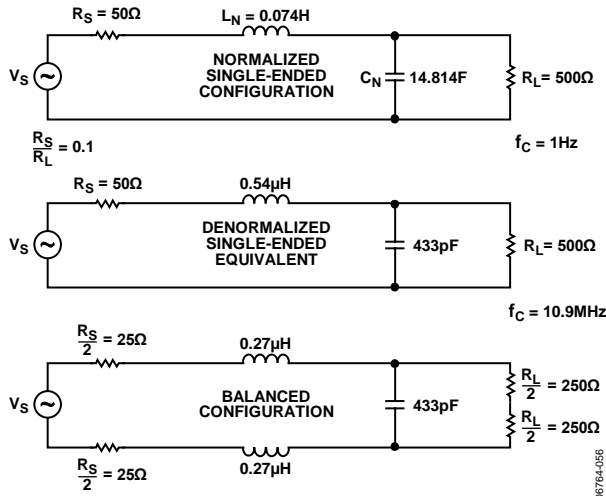 R_S = 50Ω
L_N = 0.074H
V_S
NORMALIZED
SINGLE-ENDED
CONFIGURATION
C_N
14.814F
R_L = 500Ω
R_S
R_L
= 0.1
f_C = 1Hz
R_S = 50Ω
0.54µH
V_S
DENORMALIZED
SINGLE-ENDED
EQUIVALENT
433pF
R_L = 500Ω
f_C = 10.9MHz
R_S
2
= 25Ω
0.27µH
V_S
BALANCED
CONFIGURATION
433pF
R_L
2
= 250Ω
R_L
2
= 250Ω
R_S
2
= 25Ω
0.27µH
6764-056